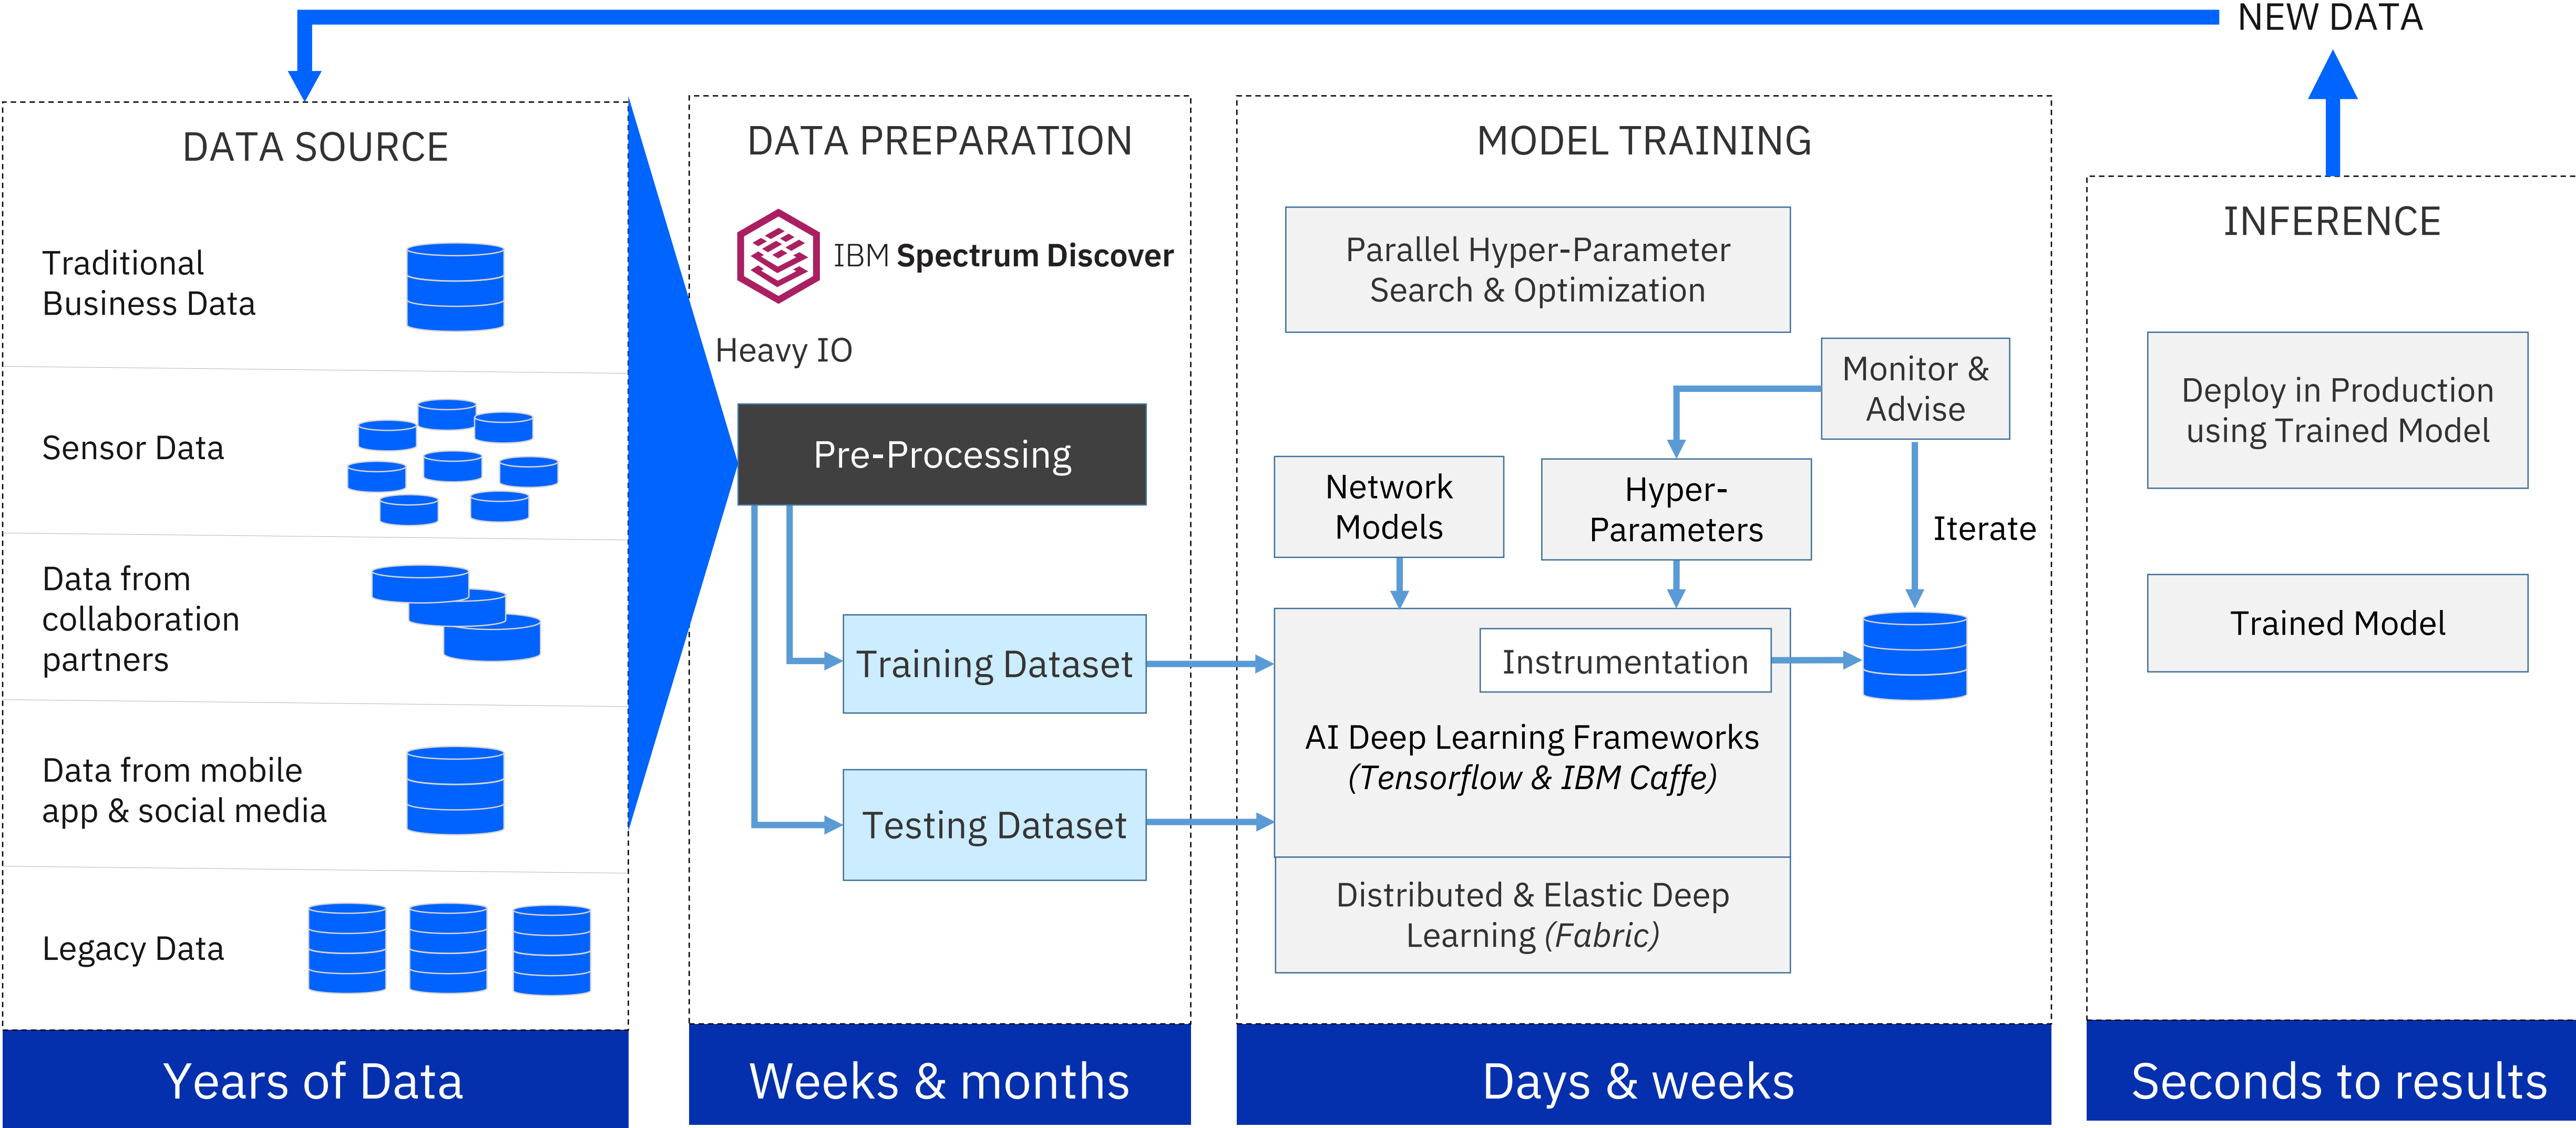 NEW DATA
DATA SOURCE
Traditional
Business Data
Sensor Data
Data from
collaboration
partners
Data from mobile
app & social media
Legacy Data
Years of Data
DATA PREPARATION
IBM Spectrum Discover
Heavy IO
Pre-Processing
Training Dataset
Testing Dataset
Weeks & months
MODEL TRAINING
Parallel Hyper-Parameter
Search & Optimization
Monitor &
Advise
Network
Models
Hyper-
Parameters
Iterate
Instrumentation
AI Deep Learning Frameworks
(Tensorflow & IBM Caffe)
Distributed & Elastic Deep
Learning (Fabric)
Days & weeks
INFERENCE
Deploy in Production
using Trained Model
Trained Model
Seconds to results